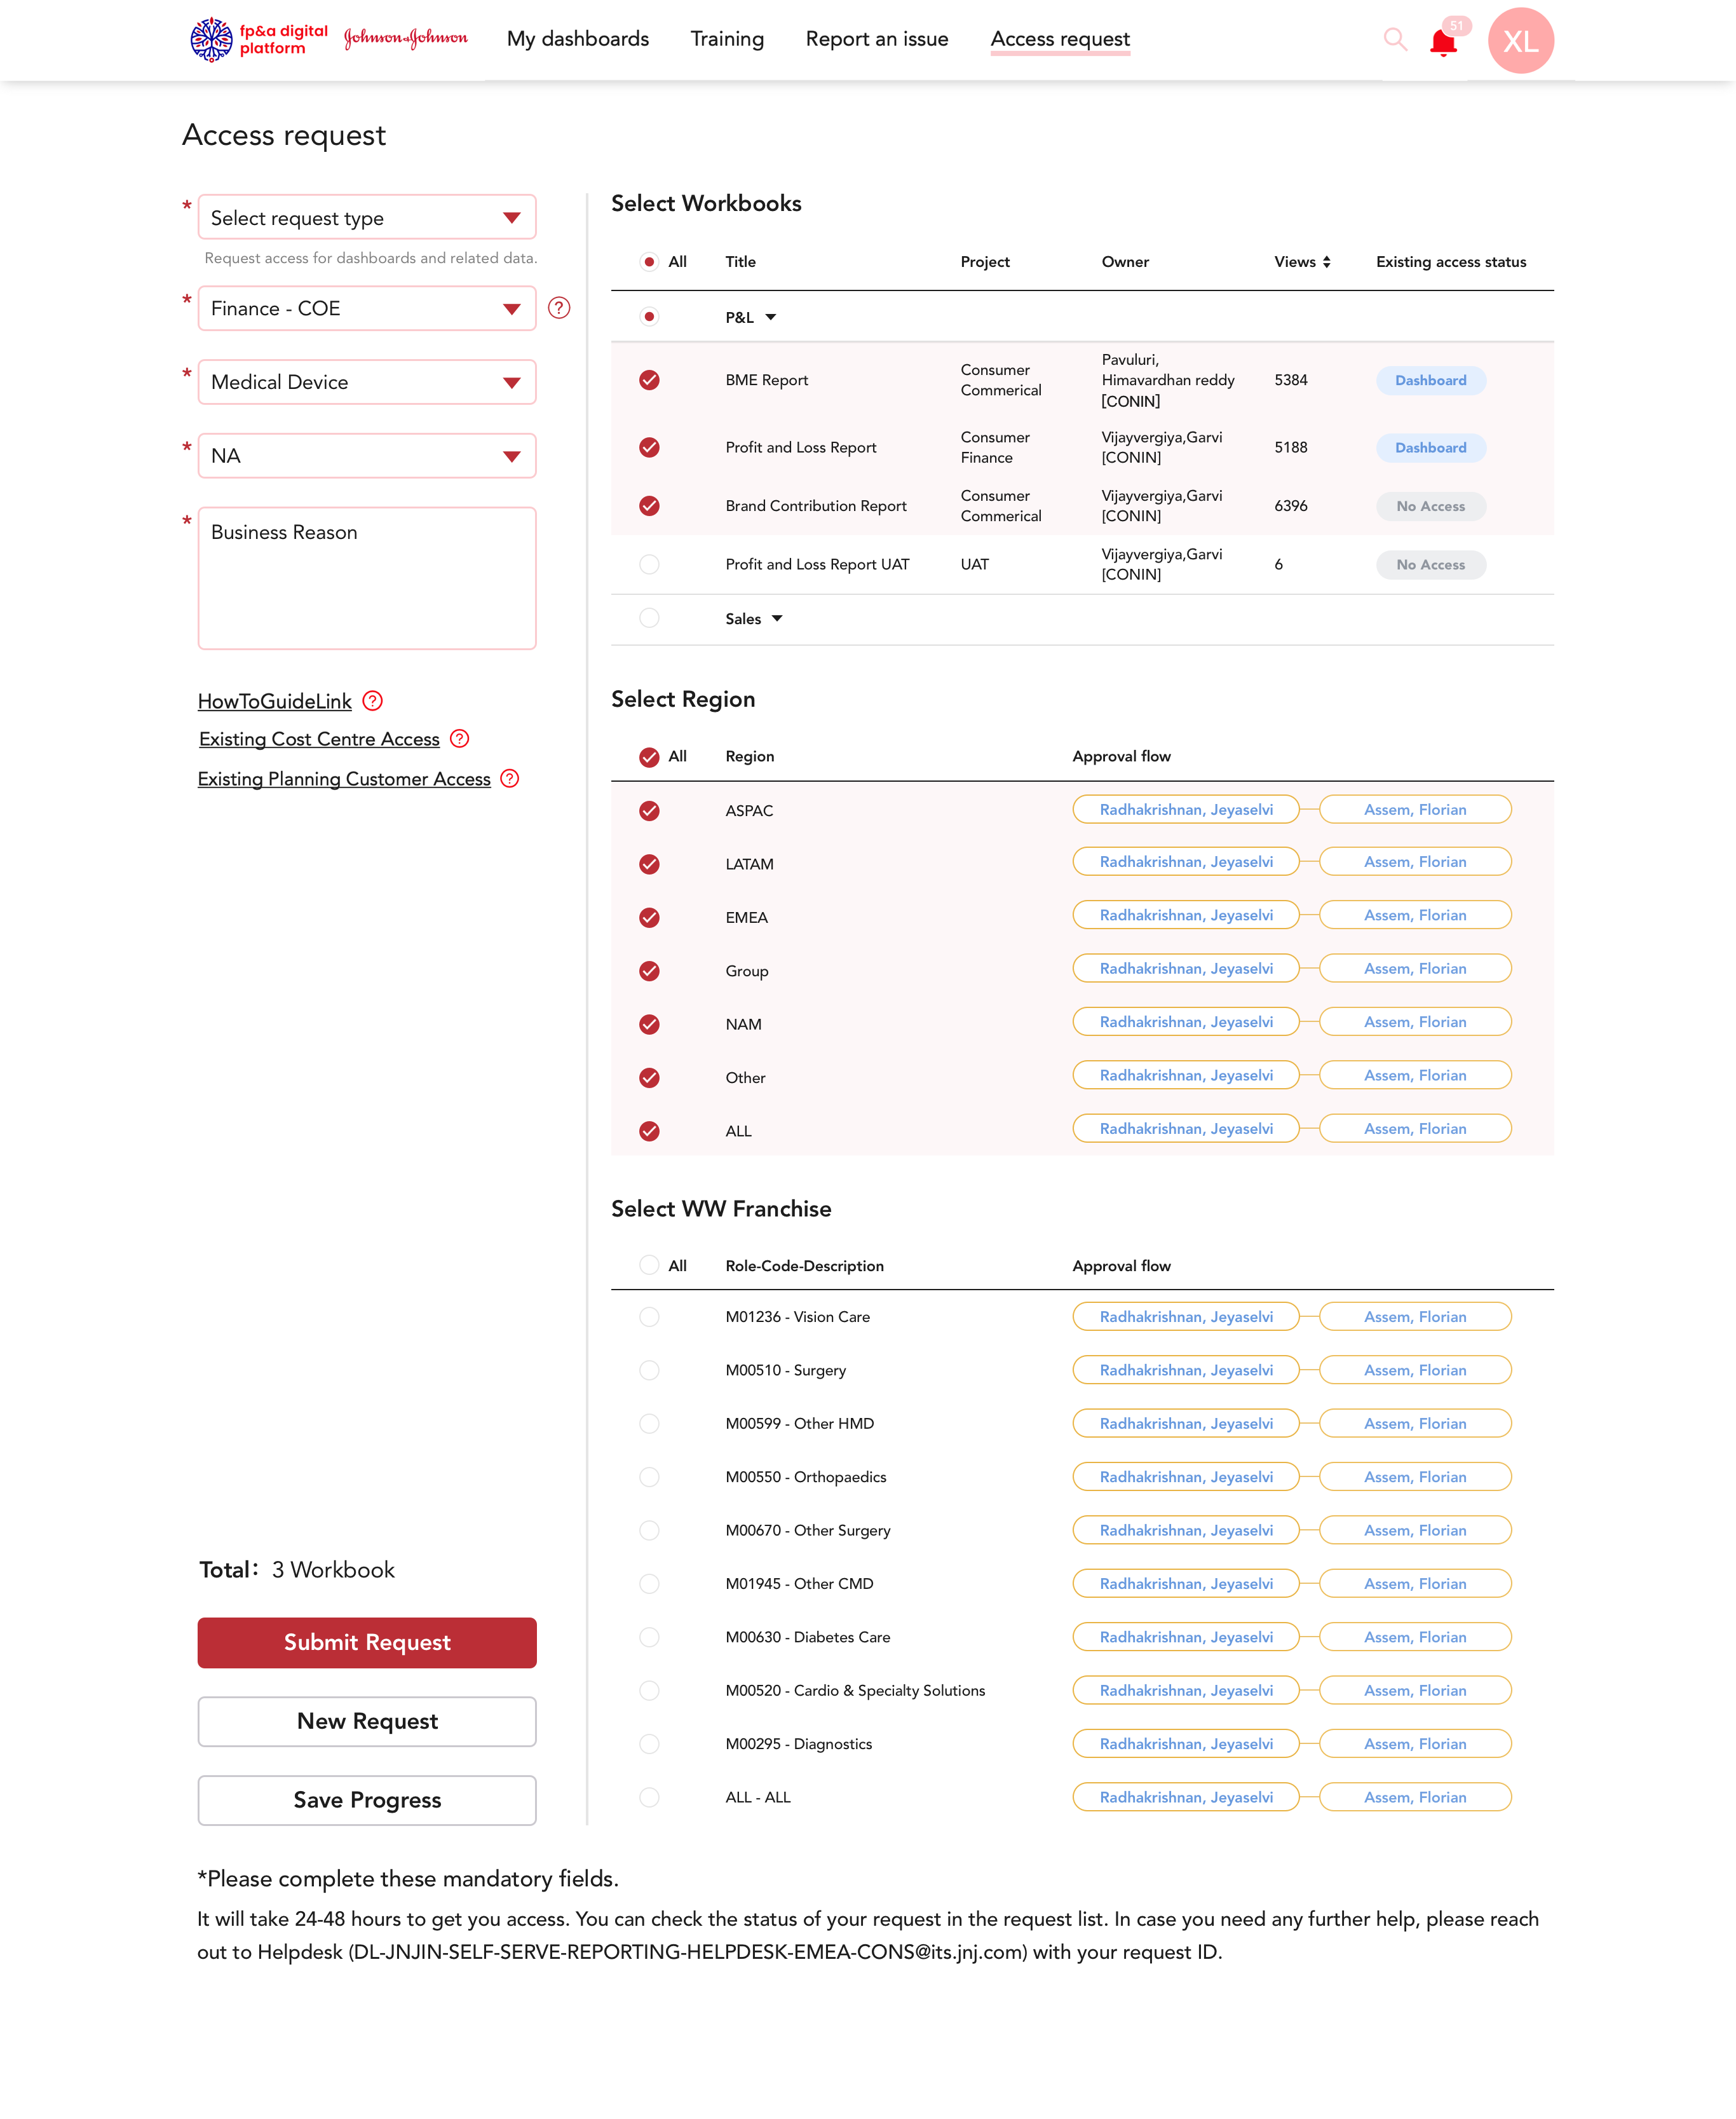 fp&a digital platform
Johnson & Johnson
My dashboards
Training
Report an issue
Access request
51
XL
Access request
* Select request type
Request access for dashboards and related data.
* Finance - COE ?
* Medical Device
* NA
* Business Reason
HowToGuideLink ?
Existing Cost Centre Access ?
Existing Planning Customer Access ?
Total: 3 Workbook
Submit Request
New Request
Save Progress
Select Workbooks
All Title Project Owner Views Existing access status
P&L
BME Report Consumer Commerical Pavuluri, Himavardhan reddy [CONIN] 5384 Dashboard
Profit and Loss Report Consumer Finance Vijayvergiya,Garvi [CONIN] 5188 Dashboard
Brand Contribution Report Consumer Commerical Vijayvergiya,Garvi [CONIN] 6396 No Access
Profit and Loss Report UAT UAT Vijayvergiya,Garvi [CONIN] 6 No Access
Sales
Select Region
All Region Approval flow
ASPAC Radhakrishnan, Jeyaselvi Assem, Florian
LATAM Radhakrishnan, Jeyaselvi Assem, Florian
EMEA Radhakrishnan, Jeyaselvi Assem, Florian
Group Radhakrishnan, Jeyaselvi Assem, Florian
NAM Radhakrishnan, Jeyaselvi Assem, Florian
Other Radhakrishnan, Jeyaselvi Assem, Florian
ALL Radhakrishnan, Jeyaselvi Assem, Florian
Select WW Franchise
All Role-Code-Description Approval flow
M01236 - Vision Care Radhakrishnan, Jeyaselvi Assem, Florian
M00510 - Surgery Radhakrishnan, Jeyaselvi Assem, Florian
M00599 - Other HMD Radhakrishnan, Jeyaselvi Assem, Florian
M00550 - Orthopaedics Radhakrishnan, Jeyaselvi Assem, Florian
M00670 - Other Surgery Radhakrishnan, Jeyaselvi Assem, Florian
M01945 - Other CMD Radhakrishnan, Jeyaselvi Assem, Florian
M00630 - Diabetes Care Radhakrishnan, Jeyaselvi Assem, Florian
M00520 - Cardio & Specialty Solutions Radhakrishnan, Jeyaselvi Assem, Florian
M00295 - Diagnostics Radhakrishnan, Jeyaselvi Assem, Florian
ALL - ALL Radhakrishnan, Jeyaselvi Assem, Florian
*Please complete these mandatory fields.
It will take 24-48 hours to get you access. You can check the status of your request in the request list. In case you need any further help, please reach
out to Helpdesk (DL-JNJIN-SELF-SERVE-REPORTING-HELPDESK-EMEA-CONS@its.jnj.com) with your request ID.